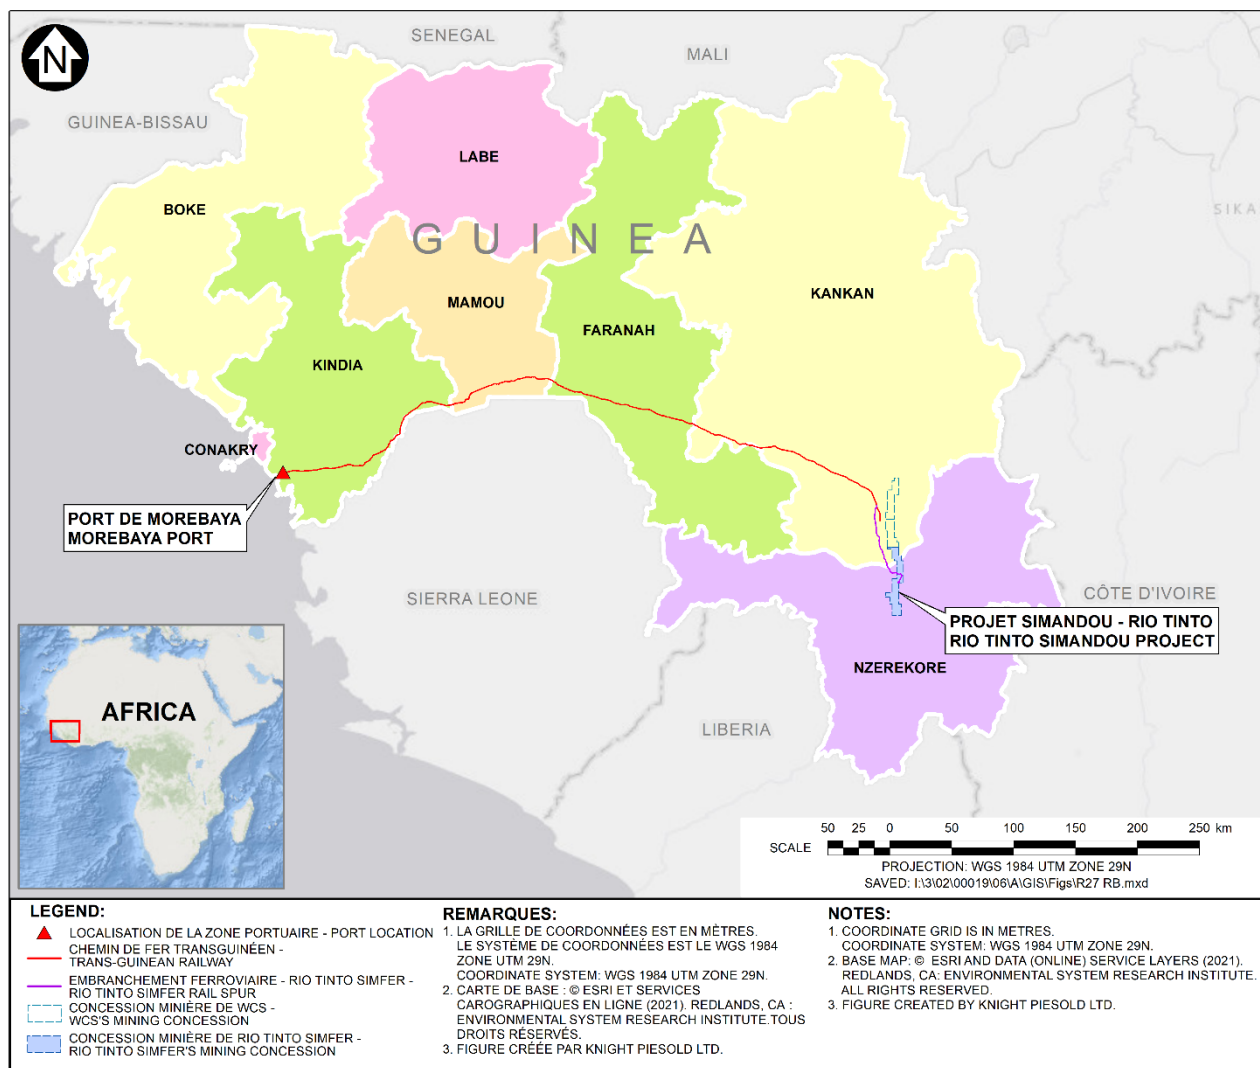 N
SENEGAL
MALI
GUINEA-BISSAU
LABE
BOKE
SIKA
GUINEA
KANKAN
MAMOU
FARANAH
KINDIA
CONAKRY
PORT DE MOREBAYA
MOREBAYA PORT
SIERRA LEONE
CÔTE D'IVOIRE
PROJET SIMANDOU - RIO TINTO
RIO TINTO SIMANDOU PROJECT
NZEREKORE
LIBERIA
AFRICA
50 25 0 50 100 150 200 250 km
SCALE
PROJECTION: WGS 1984 UTM ZONE 29N
SAVED: I:\3\02\00019\06\A\GIS\Figs\R27 RB.mxd
LEGEND:
LOCALISATION DE LA ZONE PORTUAIRE - PORT LOCATION
CHEMIN DE FER TRANSGUINÉEN -
TRANS-GUINEAN RAILWAY
EMBRANCHEMENT FERROVIAIRE - RIO TINTO SIMFER -
RIO TINTO SIMFER RAIL SPUR
CONCESSION MINIÈRE DE WCS -
WCS'S MINING CONCESSION
CONCESSION MINIÈRE DE RIO TINTO SIMFER -
RIO TINTO SIMFER'S MINING CONCESSION
REMARQUES:
1. LA GRILLE DE COORDONNÉES EST EN MÈTRES.
LE SYSTÈME DE COORDONNÉES EST LE WGS 1984
ZONE UTM 29N.
COORDINATE SYSTEM: WGS 1984 UTM ZONE 29N.
2. CARTE DE BASE : © ESRI ET SERVICES
CAROGRAPHIQUES EN LIGNE (2021). REDLANDS, CA :
ENVIRONMENTAL SYSTEM RESEARCH INSTITUTE.TOUS
DROITS RÉSERVÉS.
3. FIGURE CRÉÉE PAR KNIGHT PIESOLD LTD.
NOTES:
1. COORDINATE GRID IS IN METRES.
COORDINATE SYSTEM: WGS 1984 UTM ZONE 29N.
2. BASE MAP: © ESRI AND DATA (ONLINE) SERVICE LAYERS (2021).
REDLANDS, CA: ENVIRONMENTAL SYSTEM RESEARCH INSTITUTE.
ALL RIGHTS RESERVED.
3. FIGURE CREATED BY KNIGHT PIESOLD LTD.